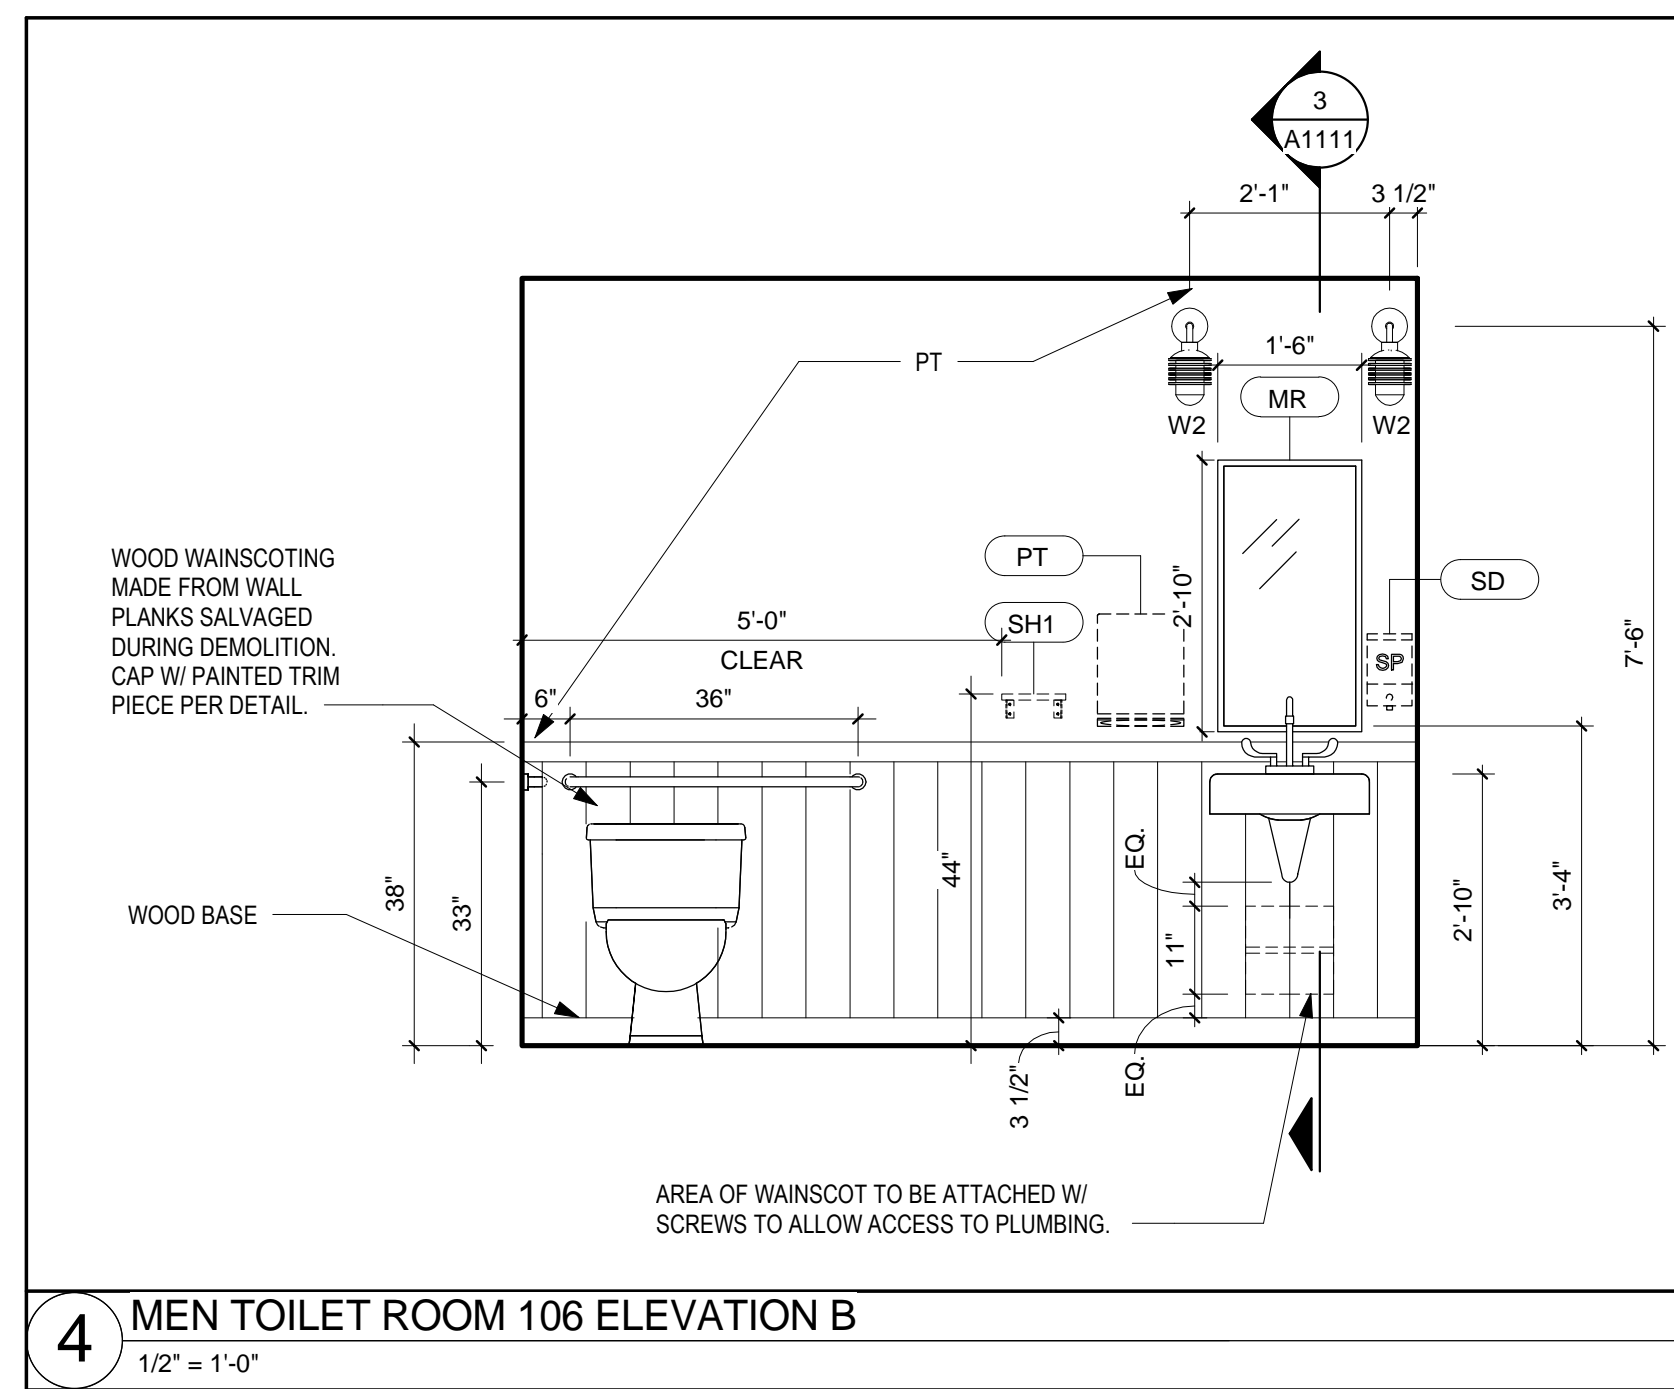 3
A1111
2'-1"
3 1/2"
PT
1'-6"
MR
W2
W2
WOOD WAINSCOTING
MADE FROM WALL
PLANKS SALVAGED
DURING DEMOLITION.
CAP W/ PAINTED TRIM
PIECE PER DETAIL.
PT
SD
2'-10"
5'-0"
CLEAR
SH1
SP
7'-6"
6"
36"
38"
33"
44"
EQ.
11"
2'-10"
3'-4"
WOOD BASE
3 1/2"
EQ.
AREA OF WAINSCOT TO BE ATTACHED W/
SCREWS TO ALLOW ACCESS TO PLUMBING.
4
MEN TOILET ROOM 106 ELEVATION B
1/2" = 1'-0"